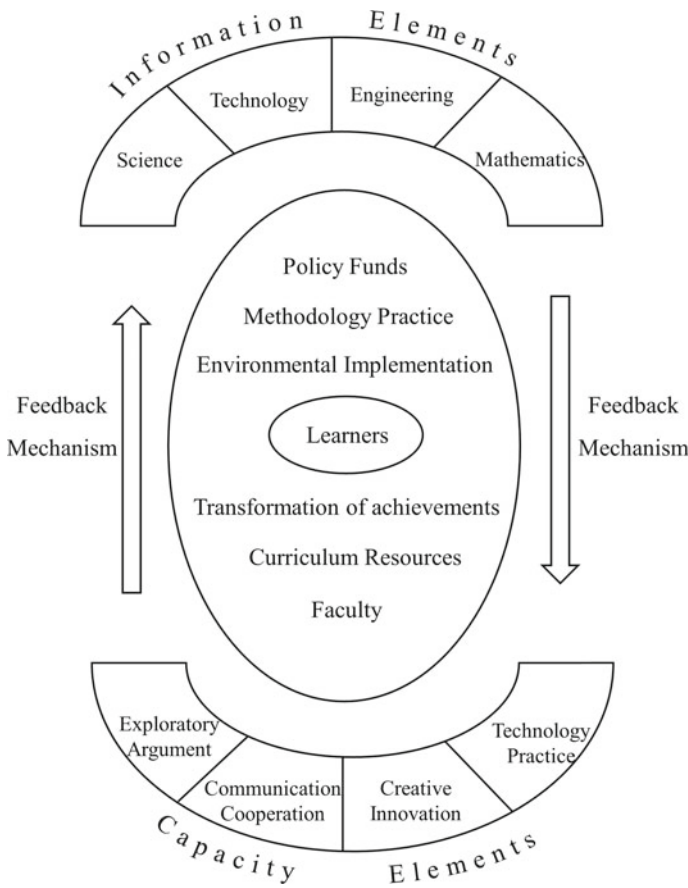 Information Elements
Science
Technology
Engineering
Mathematics
Policy Funds
Methodology Practice
Environmental Implementation
Learners
Transformation of achievements
Curriculum Resources
Faculty
Feedback
Mechanism
Feedback
Mechanism
Exploratory
Argument
Communication
Cooperation
Creative
Innovation
Technology
Practice
Capacity Elements